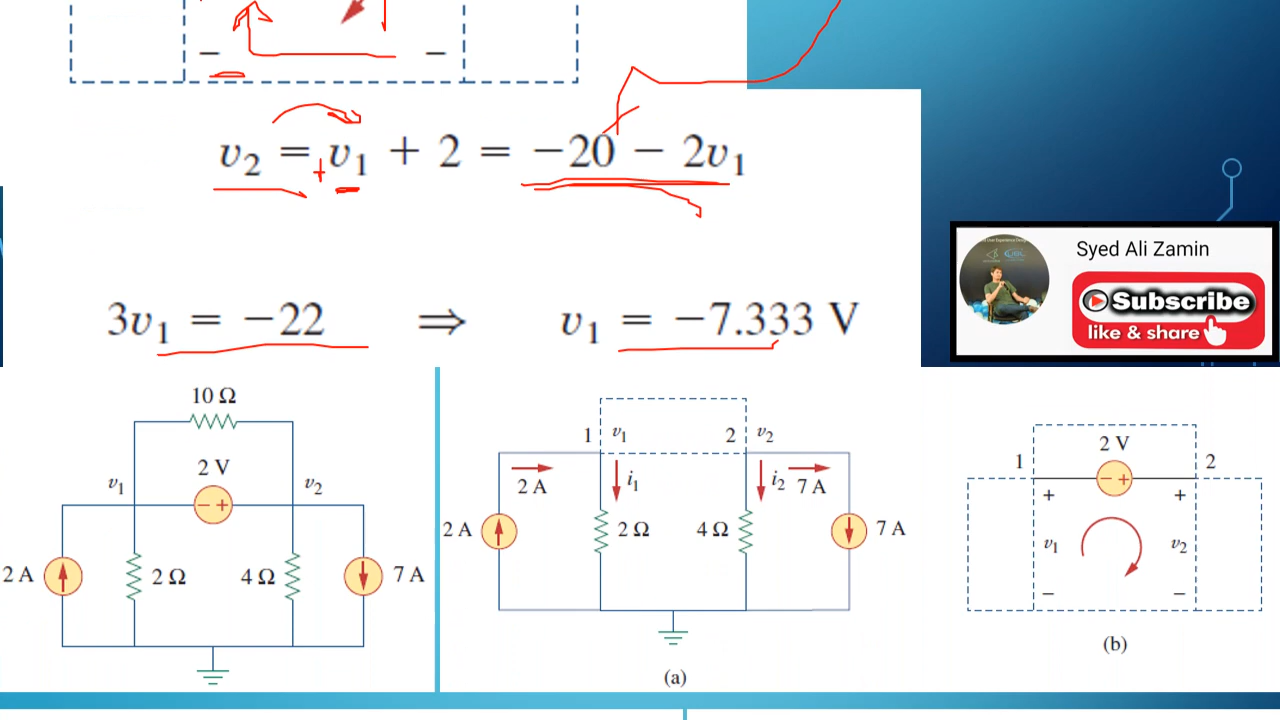 − −
v₂ = v₁ + 2 = −20 − 2v₁
+
Syed Ali Zamin
Subscribe
like & share
3v₁ = −22 ⇒ v₁ = −7.333 V
10 Ω
2 V
v₁
v₂
− +
2 A
2 Ω
4 Ω
7 A
1 v₁
2 v₂
2 A
i₁
i₂ 7 A
2 A
2 Ω
4 Ω
7 A
(a)
2 V
1
2
− +
+ +
v₁
v₂
− −
(b)